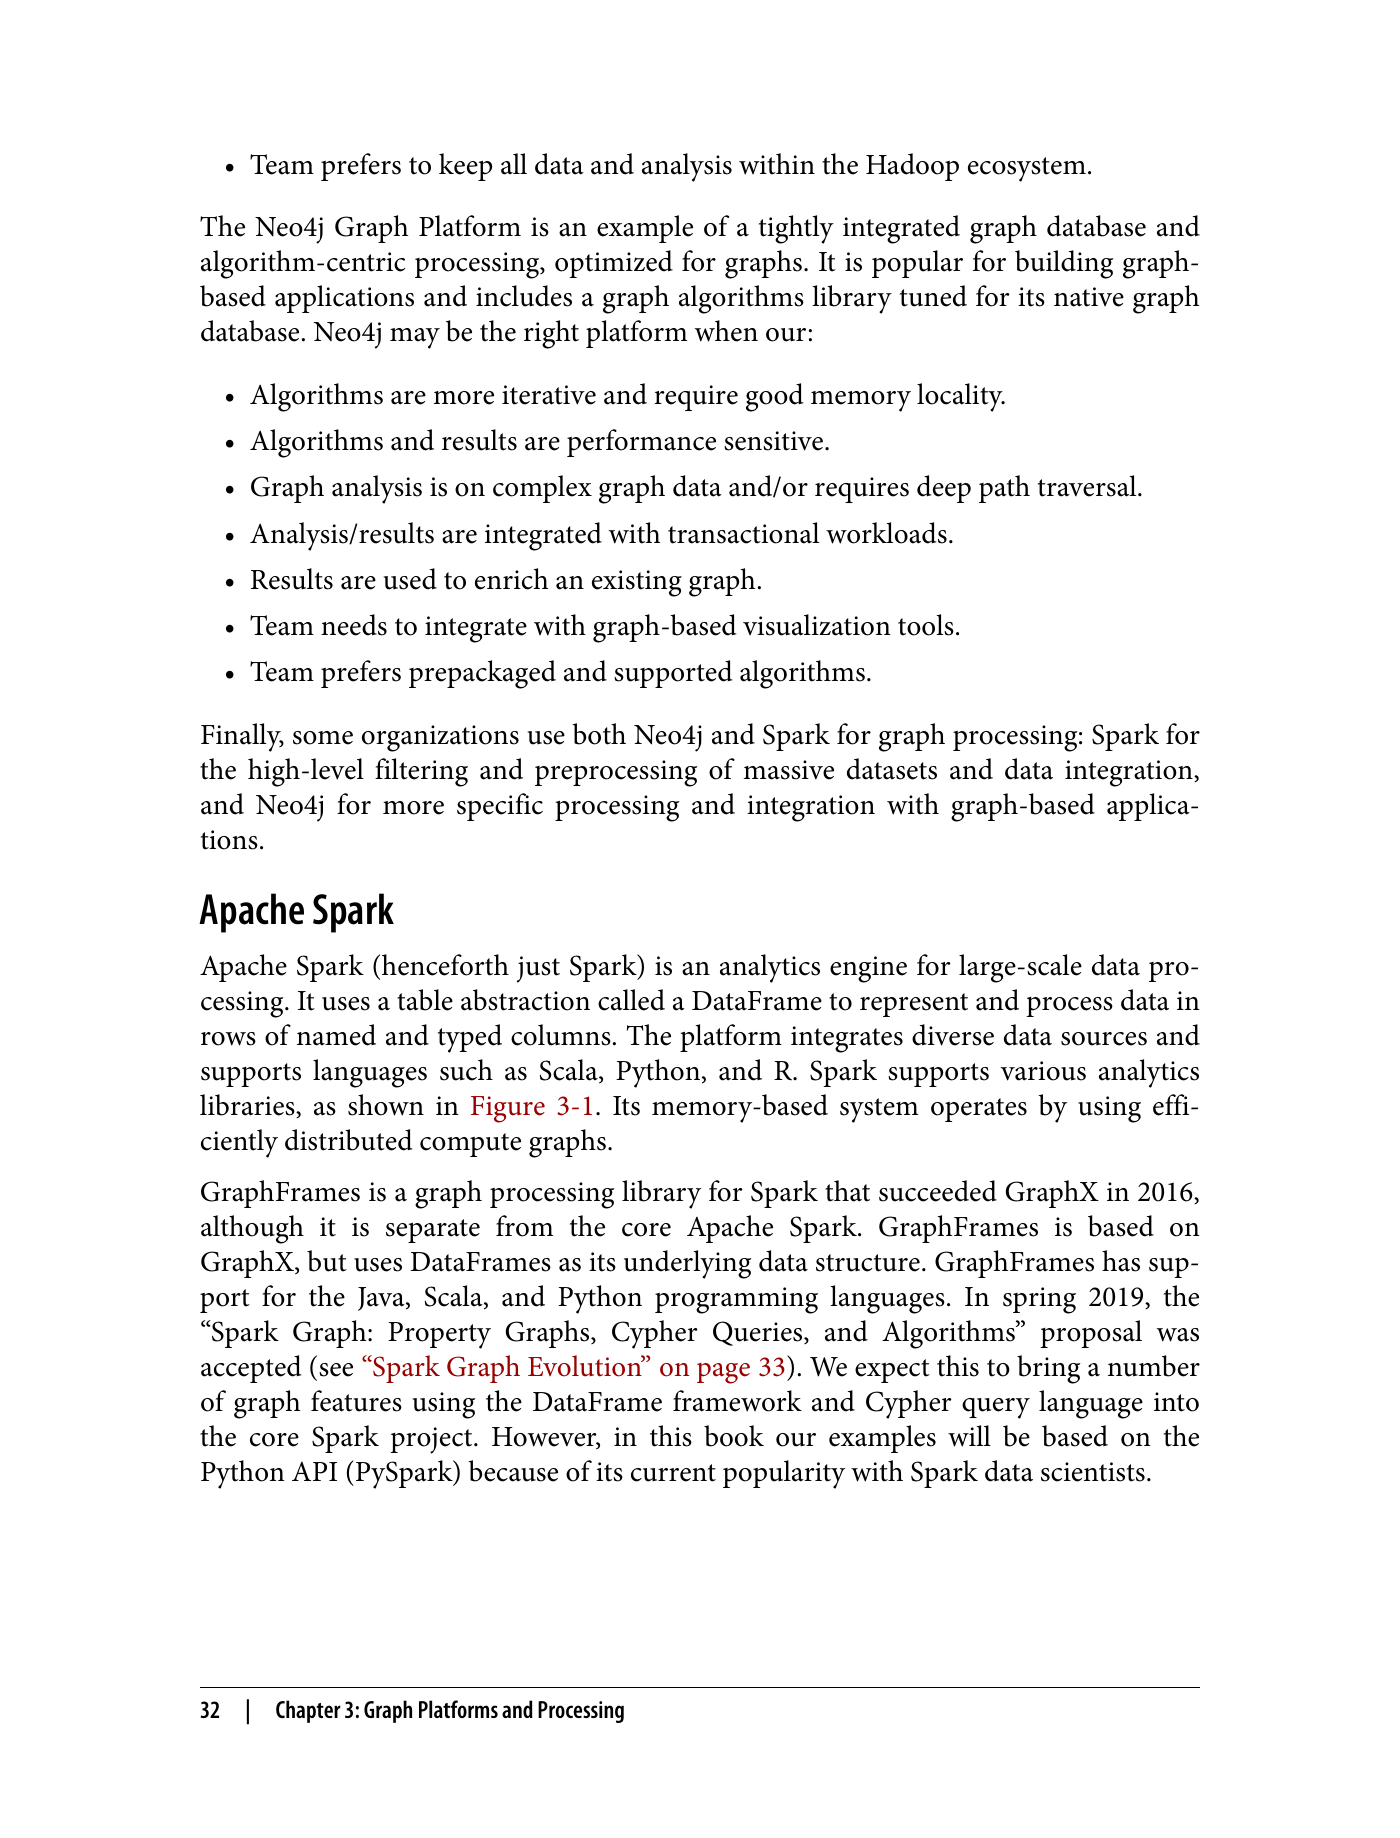 • Team prefers to keep all data and analysis within the Hadoop ecosystem.
The Neo4j Graph Platform is an example of a tightly integrated graph database and
algorithm-centric processing, optimized for graphs. It is popular for building graph-
based applications and includes a graph algorithms library tuned for its native graph
database. Neo4j may be the right platform when our:
• Algorithms are more iterative and require good memory locality.
• Algorithms and results are performance sensitive.
• Graph analysis is on complex graph data and/or requires deep path traversal.
• Analysis/results are integrated with transactional workloads.
• Results are used to enrich an existing graph.
• Team needs to integrate with graph-based visualization tools.
• Team prefers prepackaged and supported algorithms.
Finally, some organizations use both Neo4j and Spark for graph processing: Spark for
the high-level filtering and preprocessing of massive datasets and data integration,
and Neo4j for more specific processing and integration with graph-based applica-
tions.
Apache Spark
Apache Spark (henceforth just Spark) is an analytics engine for large-scale data pro-
cessing. It uses a table abstraction called a DataFrame to represent and process data in
rows of named and typed columns. The platform integrates diverse data sources and
supports languages such as Scala, Python, and R. Spark supports various analytics
libraries, as shown in Figure 3-1. Its memory-based system operates by using effi-
ciently distributed compute graphs.
GraphFrames is a graph processing library for Spark that succeeded GraphX in 2016,
although it is separate from the core Apache Spark. GraphFrames is based on
GraphX, but uses DataFrames as its underlying data structure. GraphFrames has sup-
port for the Java, Scala, and Python programming languages. In spring 2019, the
“Spark Graph: Property Graphs, Cypher Queries, and Algorithms” proposal was
accepted (see “Spark Graph Evolution” on page 33). We expect this to bring a number
of graph features using the DataFrame framework and Cypher query language into
the core Spark project. However, in this book our examples will be based on the
Python API (PySpark) because of its current popularity with Spark data scientists.
32 | Chapter 3: Graph Platforms and Processing